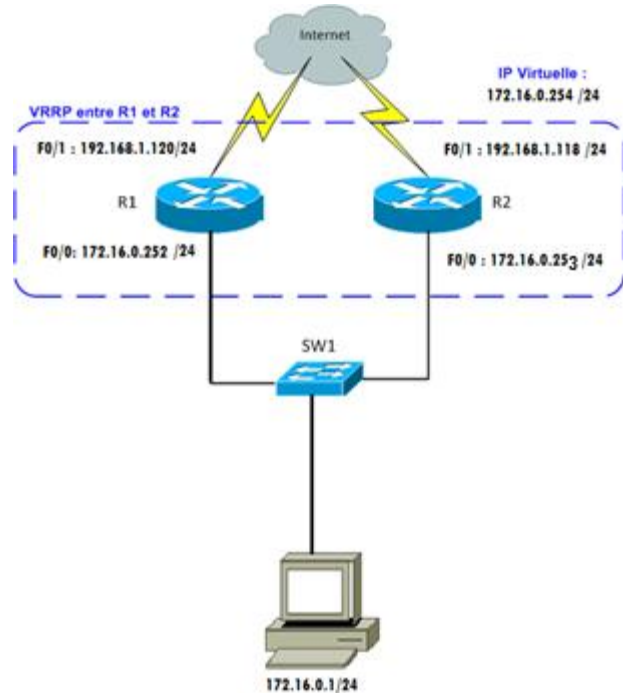 Internet
IP Virtuelle :
172.16.0.254 /24
VRRP entre R1 et R2
F0/1 : 192.168.1.120/24
F0/1 : 192.168.1.118 /24
R1
R2
F0/0: 172.16.0.252 /24
F0/0 : 172.16.0.253 /24
SW1
172.16.0.1/24